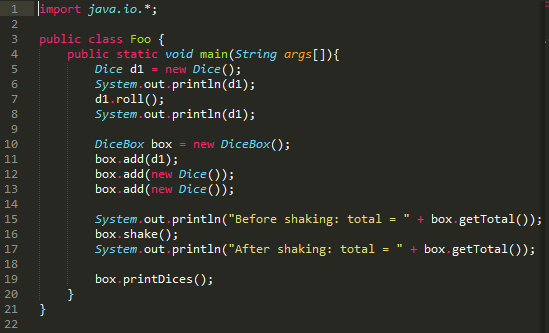 1 import java.io.*;
2
3 public class Foo {
4     public static void main(String args[]){
5         Dice d1 = new Dice();
6         System.out.println(d1);
7         d1.roll();
8         System.out.println(d1);
9
10         DiceBox box = new DiceBox();
11         box.add(d1);
12         box.add(new Dice());
13         box.add(new Dice());
14
15         System.out.println("Before shaking: total = " + box.getTotal());
16         box.shake();
17         System.out.println("After shaking: total = " + box.getTotal());
18
19         box.printDices();
20     }
21 }
22